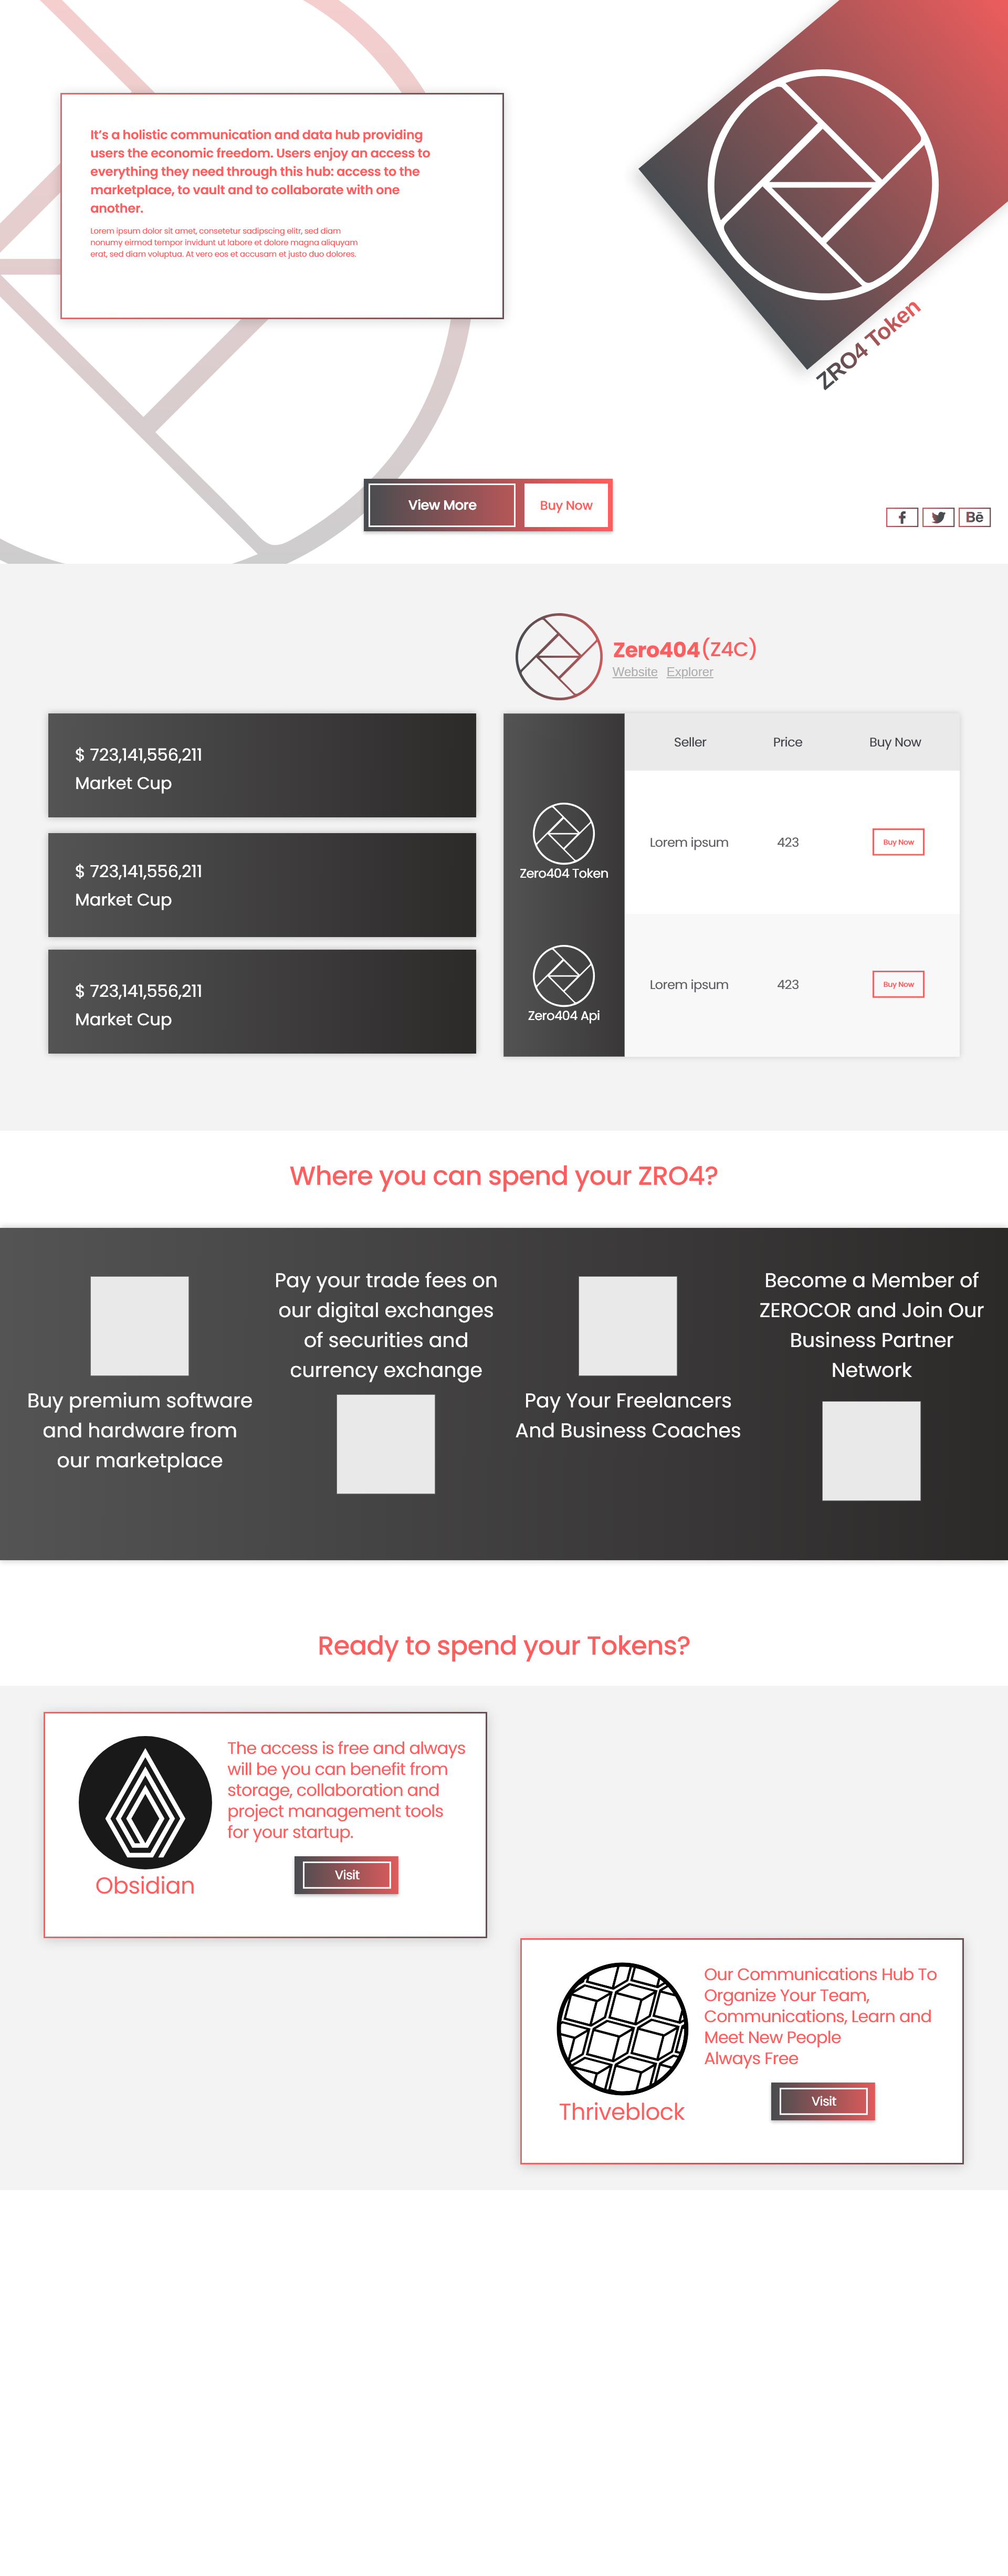 It's a holistic communication and data hub providing
users the economic freedom. Users enjoy an access to
everything they need through this hub: access to the
marketplace, to vault and to collaborate with one
another.
Lorem ipsum dolor sit amet, consetetur sadipscing elitr, sed diam
nonumy eirmod tempor invidunt ut labore et dolore magna aliquyam
erat, sed diam voluptua. At vero eos et accusam et justo duo dolores.
ZRO4 Token
View More
Buy Now
Bē
Zero404(Z4C)
Website Explorer
$ 723,141,556,211
Market Cup
$ 723,141,556,211
Market Cup
$ 723,141,556,211
Market Cup
Seller Price Buy Now
Zero404 Token
Lorem ipsum 423 Buy Now
Zero404 Api
Lorem ipsum 423 Buy Now
Where you can spend your ZRO4?
Buy premium software
and hardware from
our marketplace
Pay your trade fees on
our digital exchanges
of securities and
currency exchange
Pay Your Freelancers
And Business Coaches
Become a Member of
ZEROCOR and Join Our
Business Partner
Network
Ready to spend your Tokens?
Obsidian
The access is free and always
will be you can benefit from
storage, collaboration and
project management tools
for your startup.
Visit
Thriveblock
Our Communications Hub To
Organize Your Team,
Communications, Learn and
Meet New People
Always Free
Visit